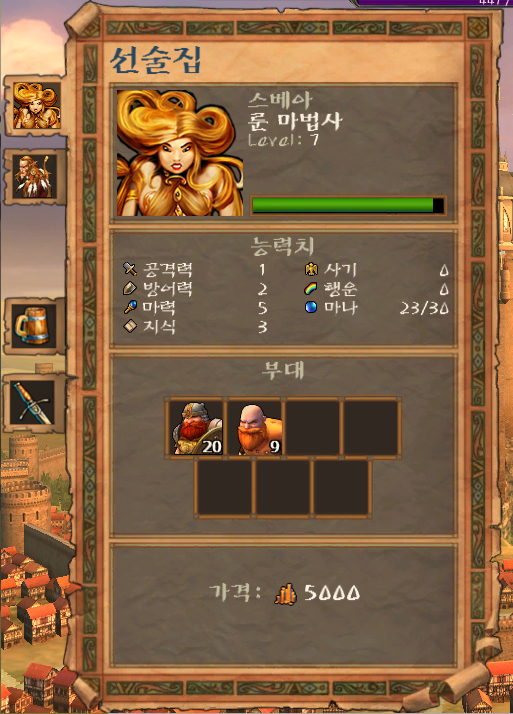 선술집
스베아
룬 마법사
Level: 7
능력치
공격력 1
사기 0
방어력 2
행운 0
마력 5
마나 23/30
지식 3
부대
20
9
가격: 5000